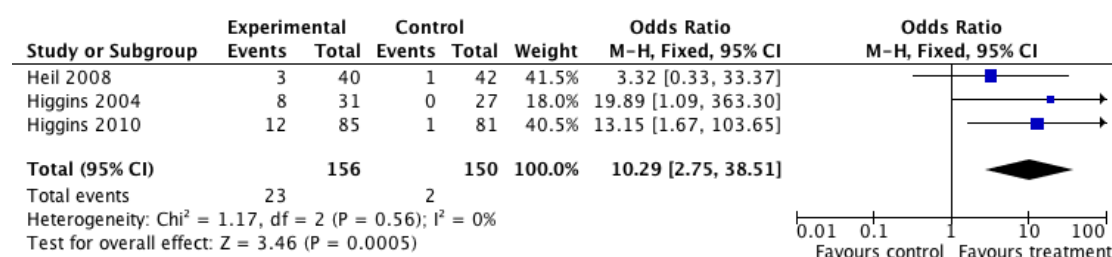 Experimental Control Odds Ratio Odds Ratio
Study or Subgroup Events Total Events Total Weight M-H, Fixed, 95% CI M-H, Fixed, 95% CI
Heil 2008 3 40 1 42 41.5% 3.32 [0.33, 33.37]
Higgins 2004 8 31 0 27 18.0% 19.89 [1.09, 363.30]
Higgins 2010 12 85 1 81 40.5% 13.15 [1.67, 103.65]
Total (95% CI) 156 150 100.0% 10.29 [2.75, 38.51]
Total events 23 2
Heterogeneity: Chi² = 1.17, df = 2 (P = 0.56); I² = 0%
Test for overall effect: Z = 3.46 (P = 0.0005)
0.01 0.1 1 10 100
Favours control Favours treatment